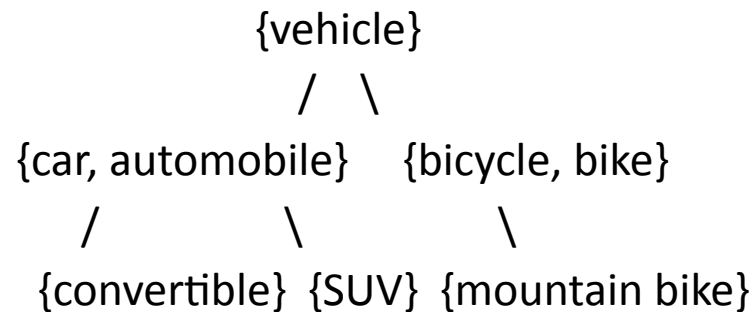 {vehicle}
/ \
{car, automobile} {bicycle, bike}
/ \ \
{convertible} {SUV} {mountain bike}